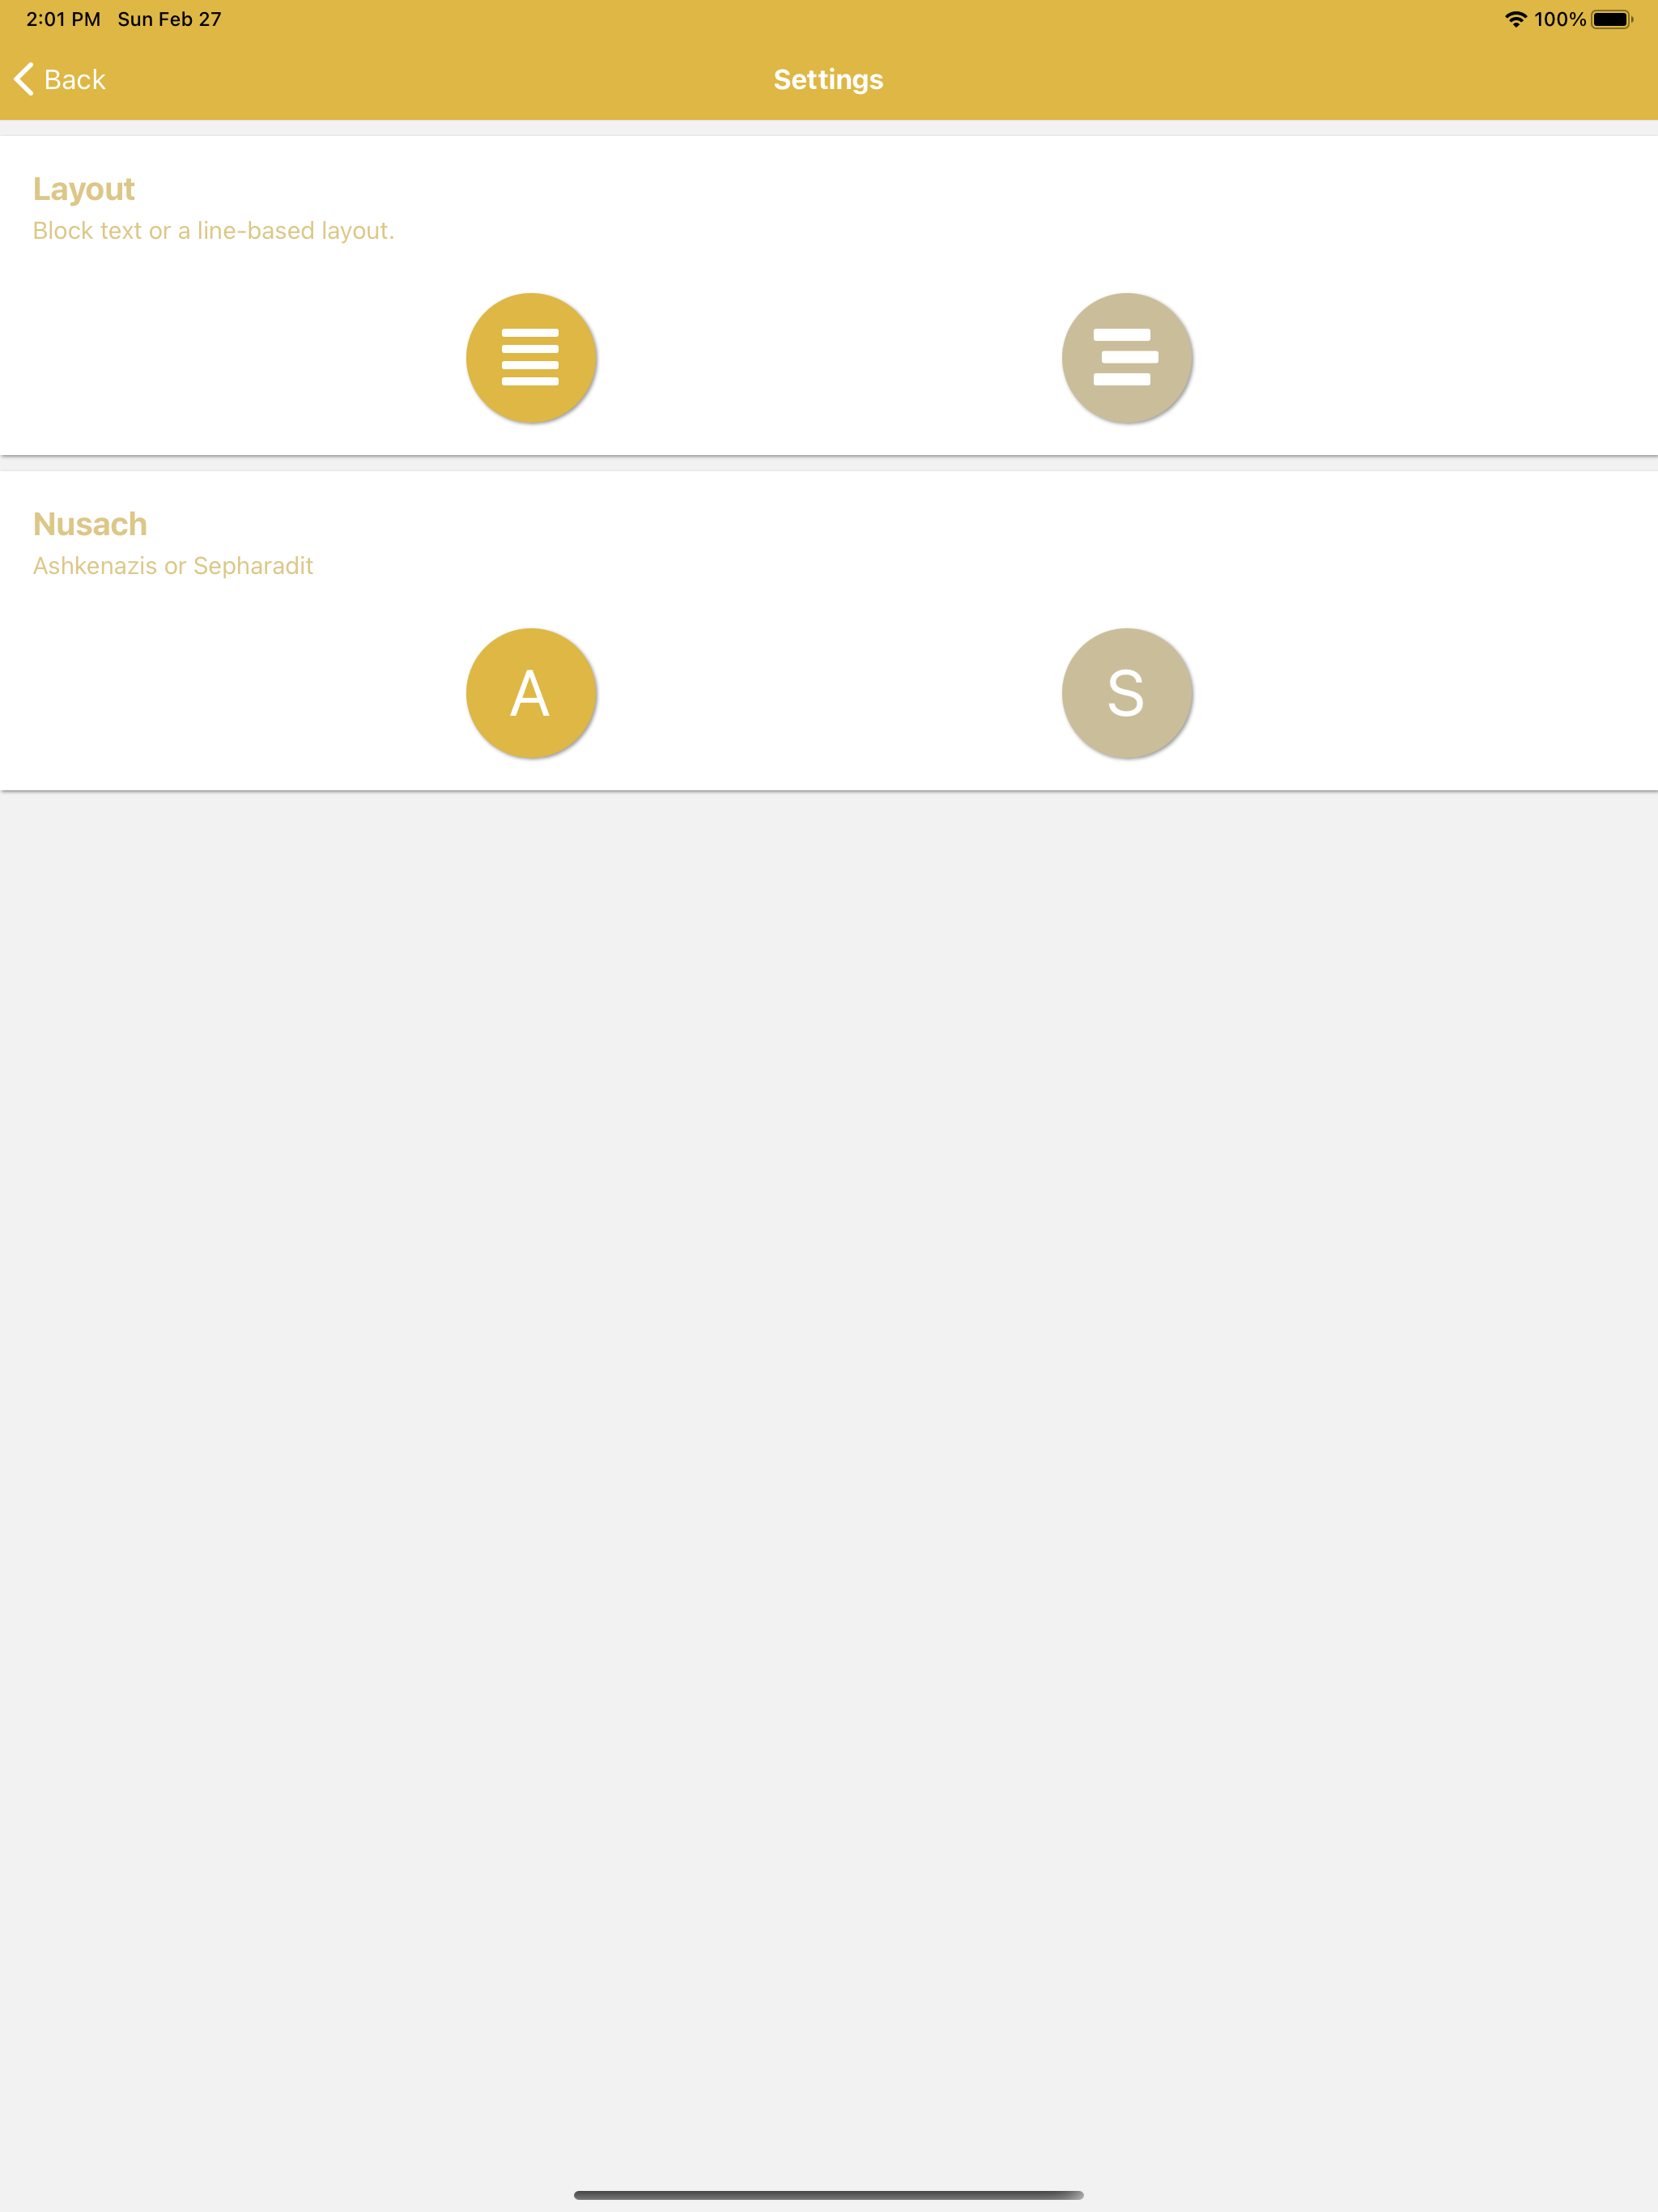 2:01 PM Sun Feb 27 100%
Back Settings
Layout
Block text or a line-based layout.
Nusach
Ashkenazis or Sepharadit
A S